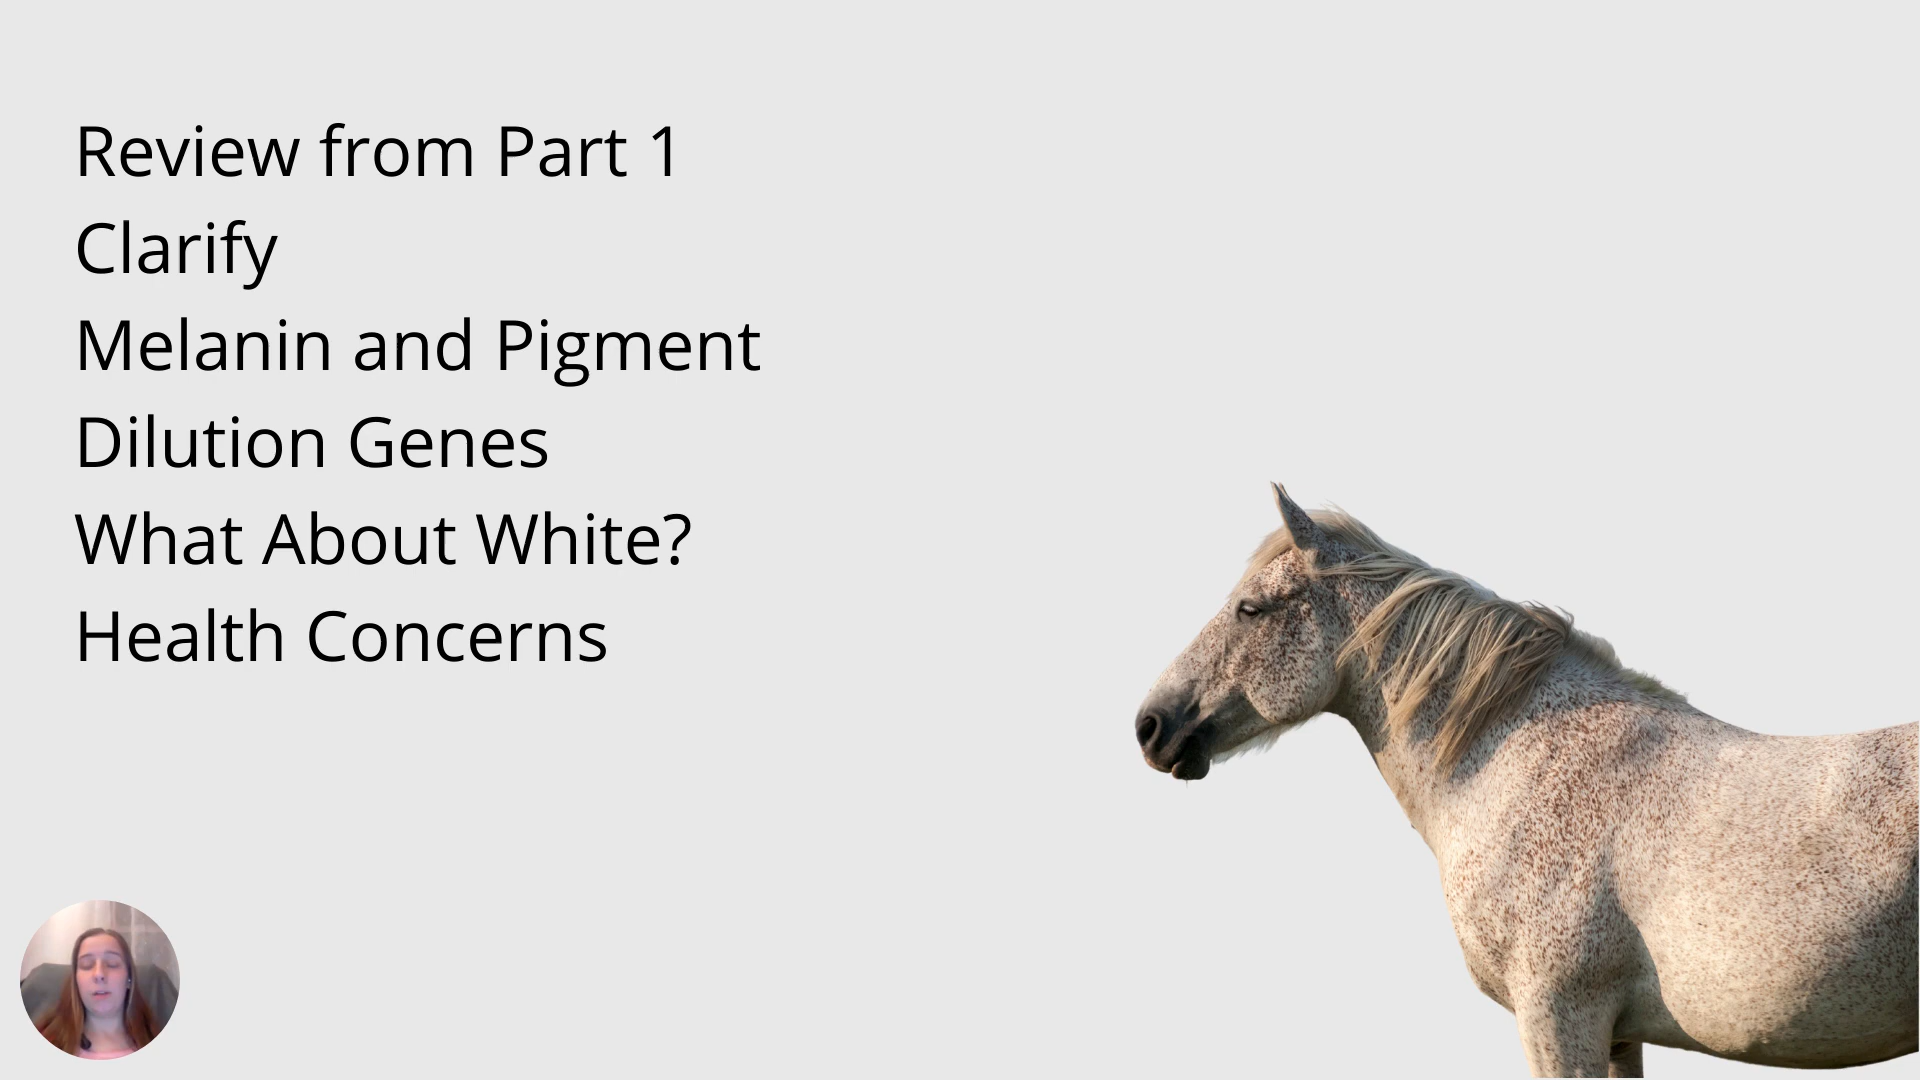 Review from Part 1
Clarify
Melanin and Pigment
Dilution Genes
What About White?
Health Concerns